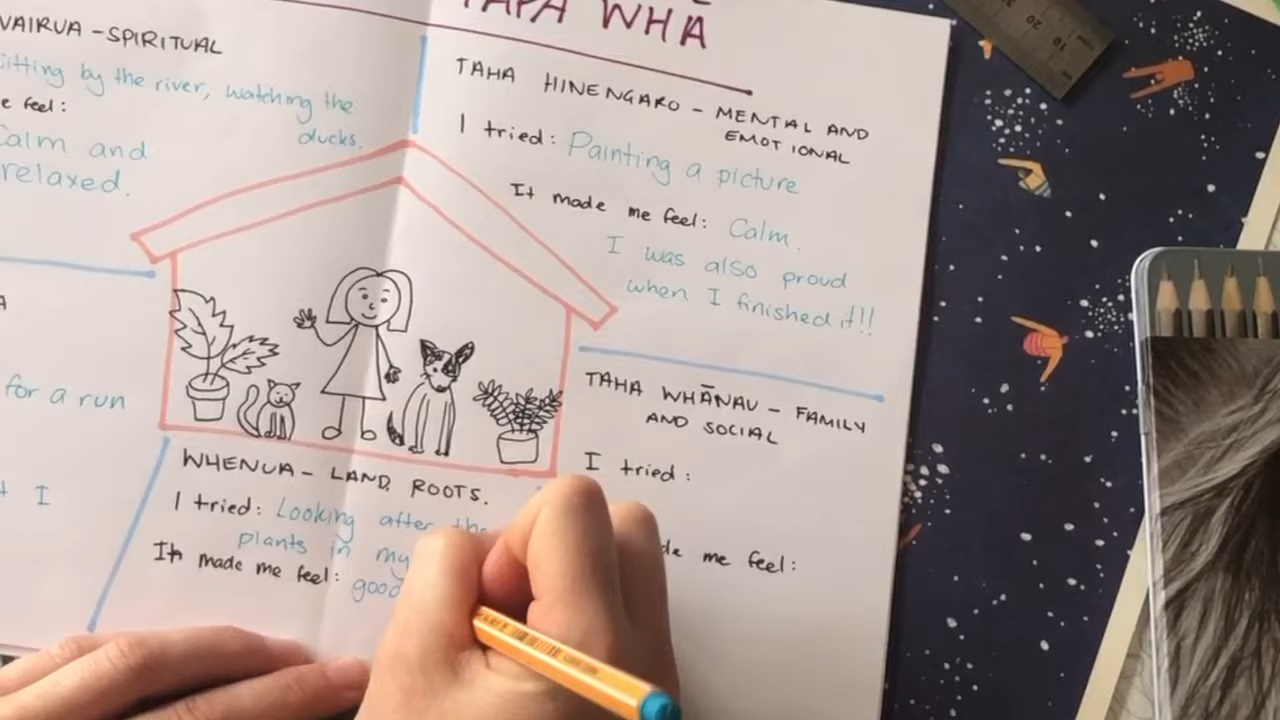 TAPA WHĀ
WAIRUA - SPIRITUAL
sitting by the river, watching the
ducks.
me feel:
Calm and
relaxed.
TAHA HINENGARO - MENTAL AND
EMOTIONAL
I tried: Painting a picture
It made me feel: Calm.
I was also proud
when I finished it!!
for a run
I
WHENUA - LAND, ROOTS.
I tried: Looking after the
plants in my
It made me feel:
good
TAHA WHĀNAU - FAMILY
AND SOCIAL
I tried:
me feel:
10 20